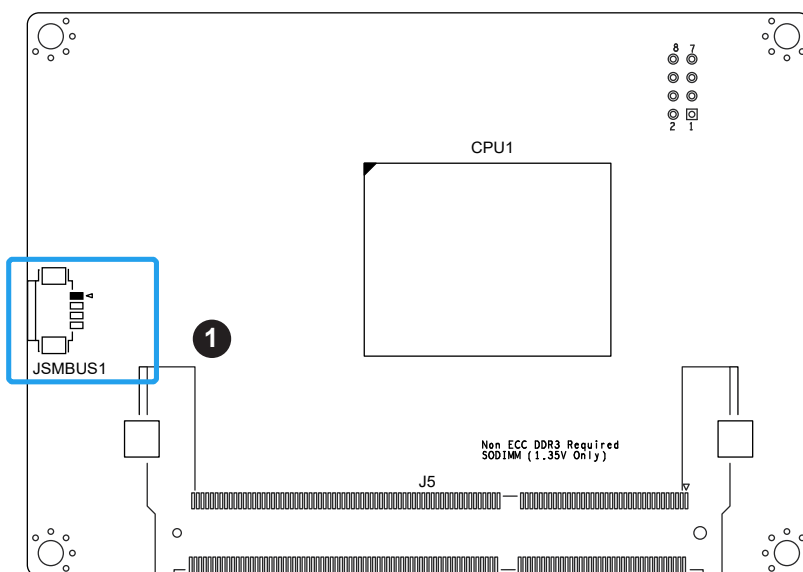 8 7
2 1
CPU1
JSMBUS1
1
Non ECC DDR3 Required
SODIMM (1.35V Only)
J5